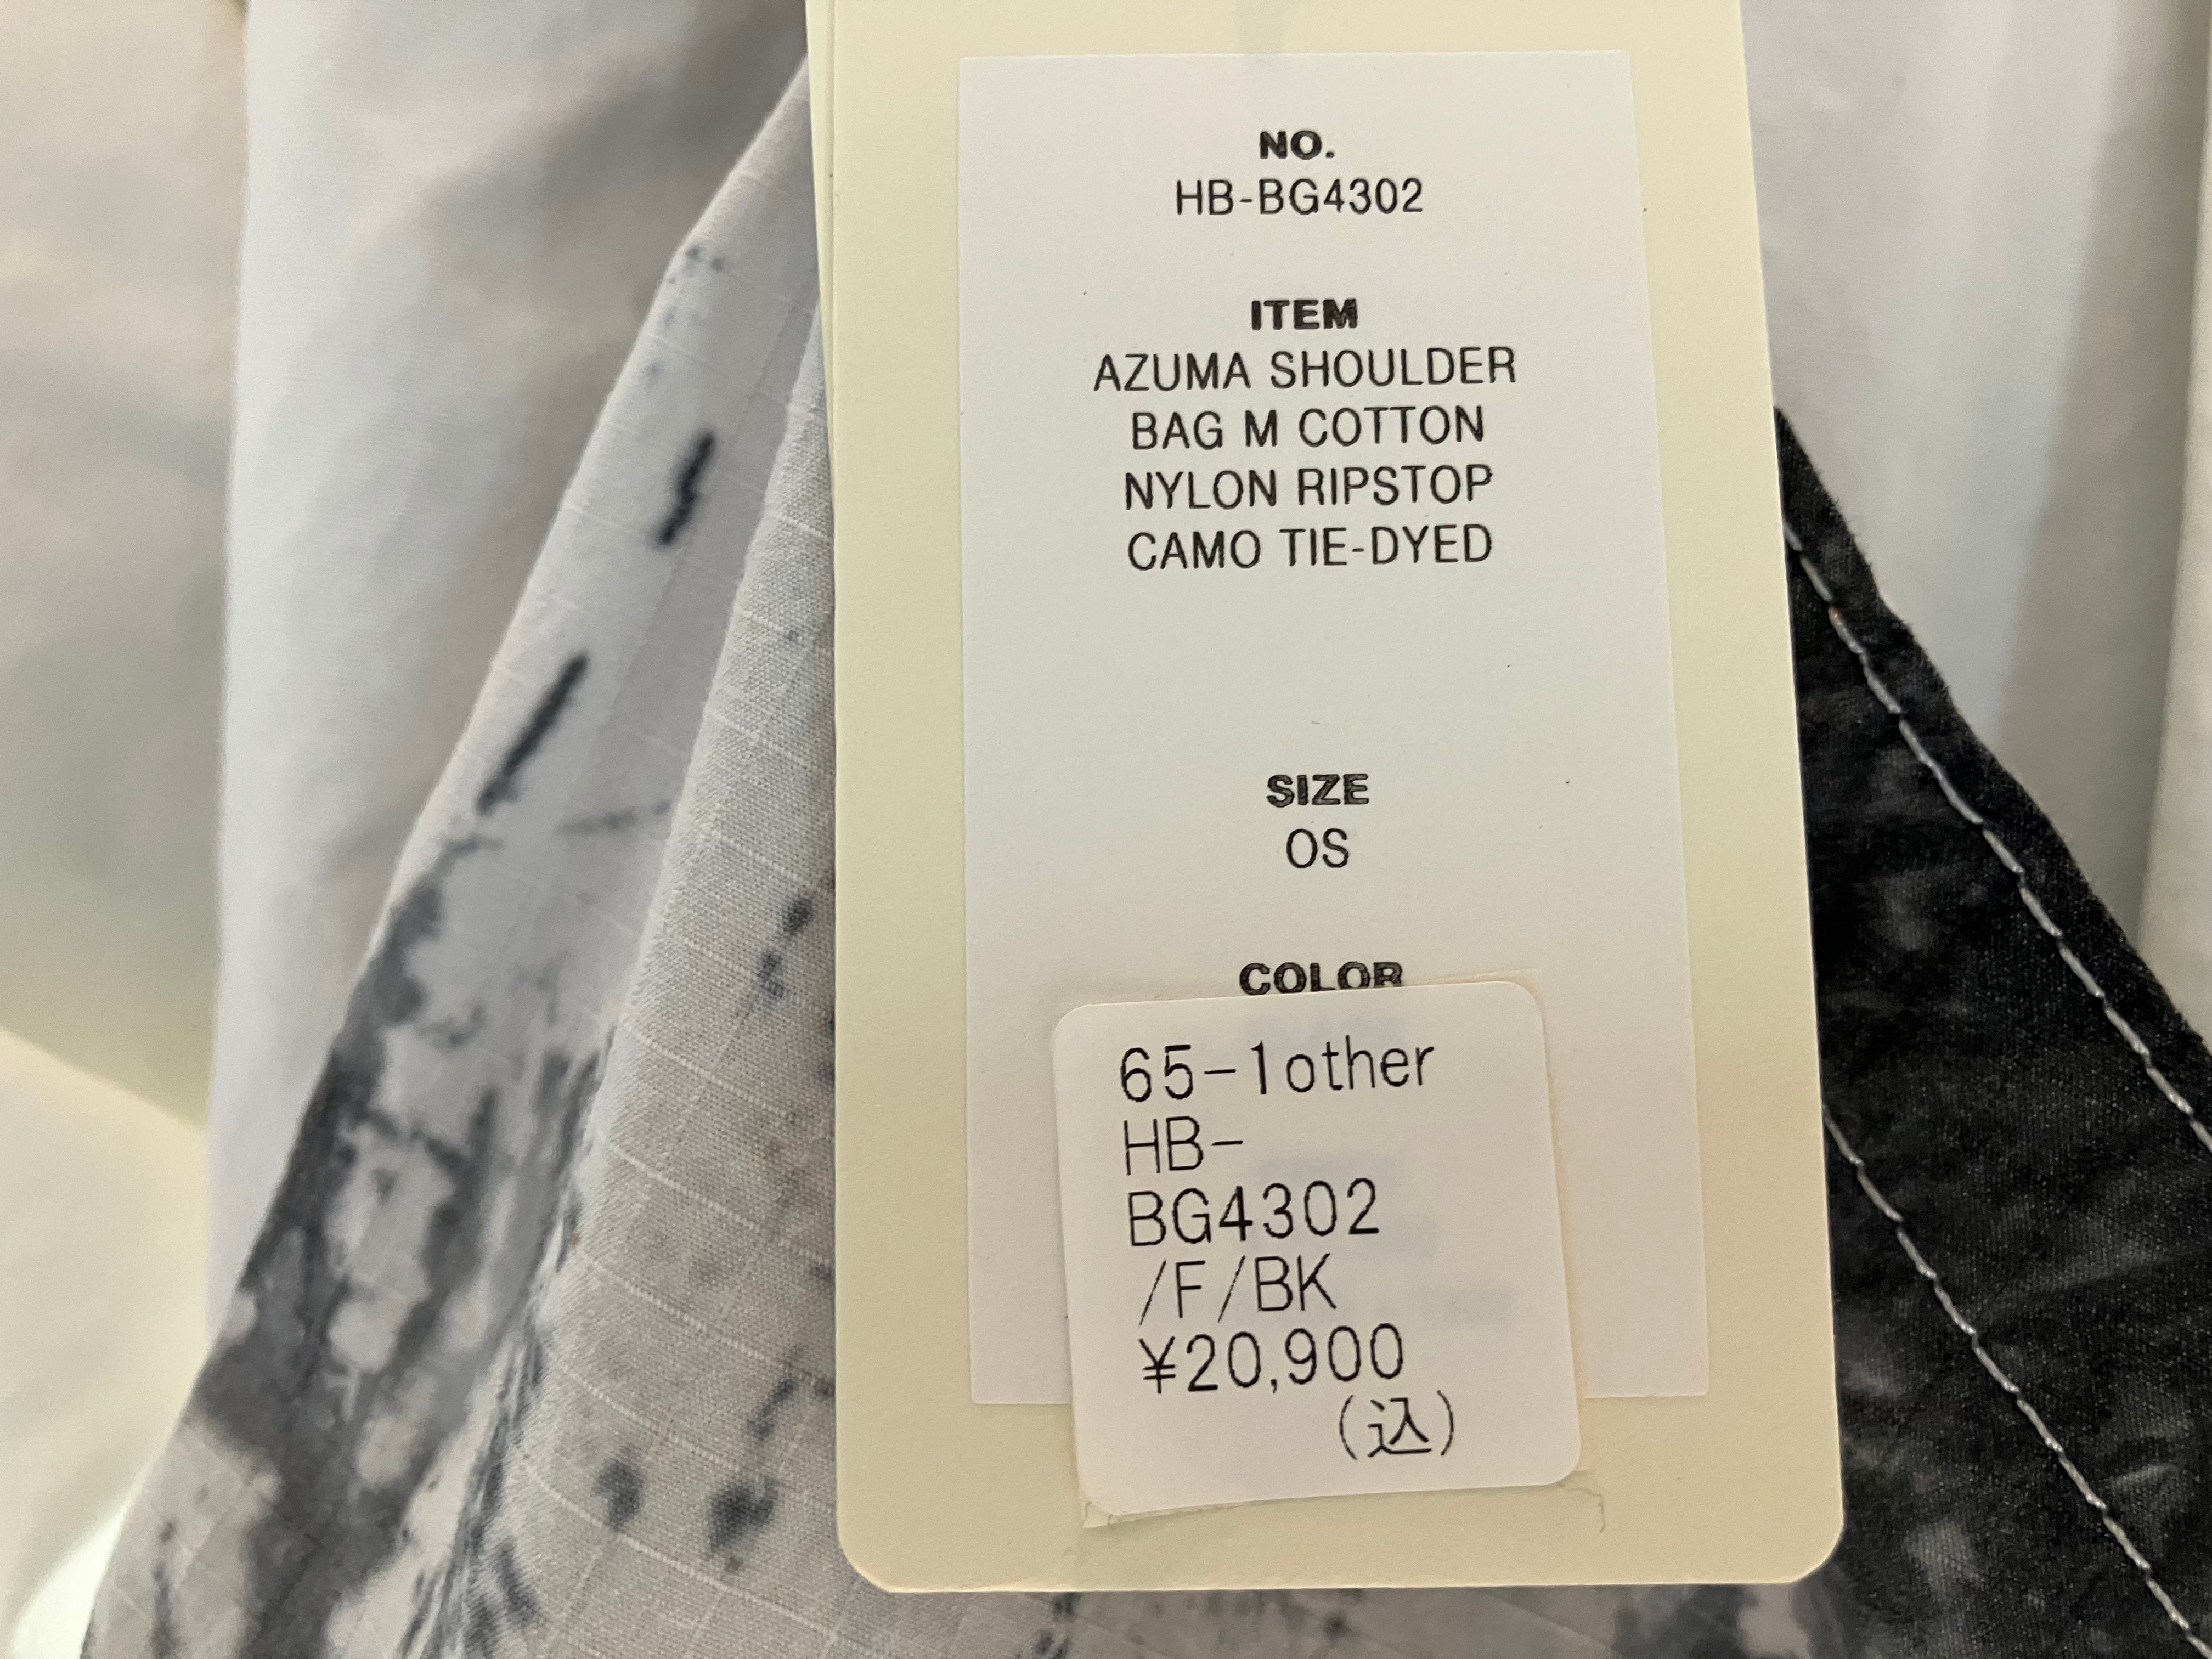 NO.
HB-BG4302
ITEM
AZUMA SHOULDER
BAG M COTTON
NYLON RIPSTOP
CAMO TIE-DYED
SIZE
OS
COLOR
65-1other
HB-
BG4302
/F/BK
¥20,900
(込)